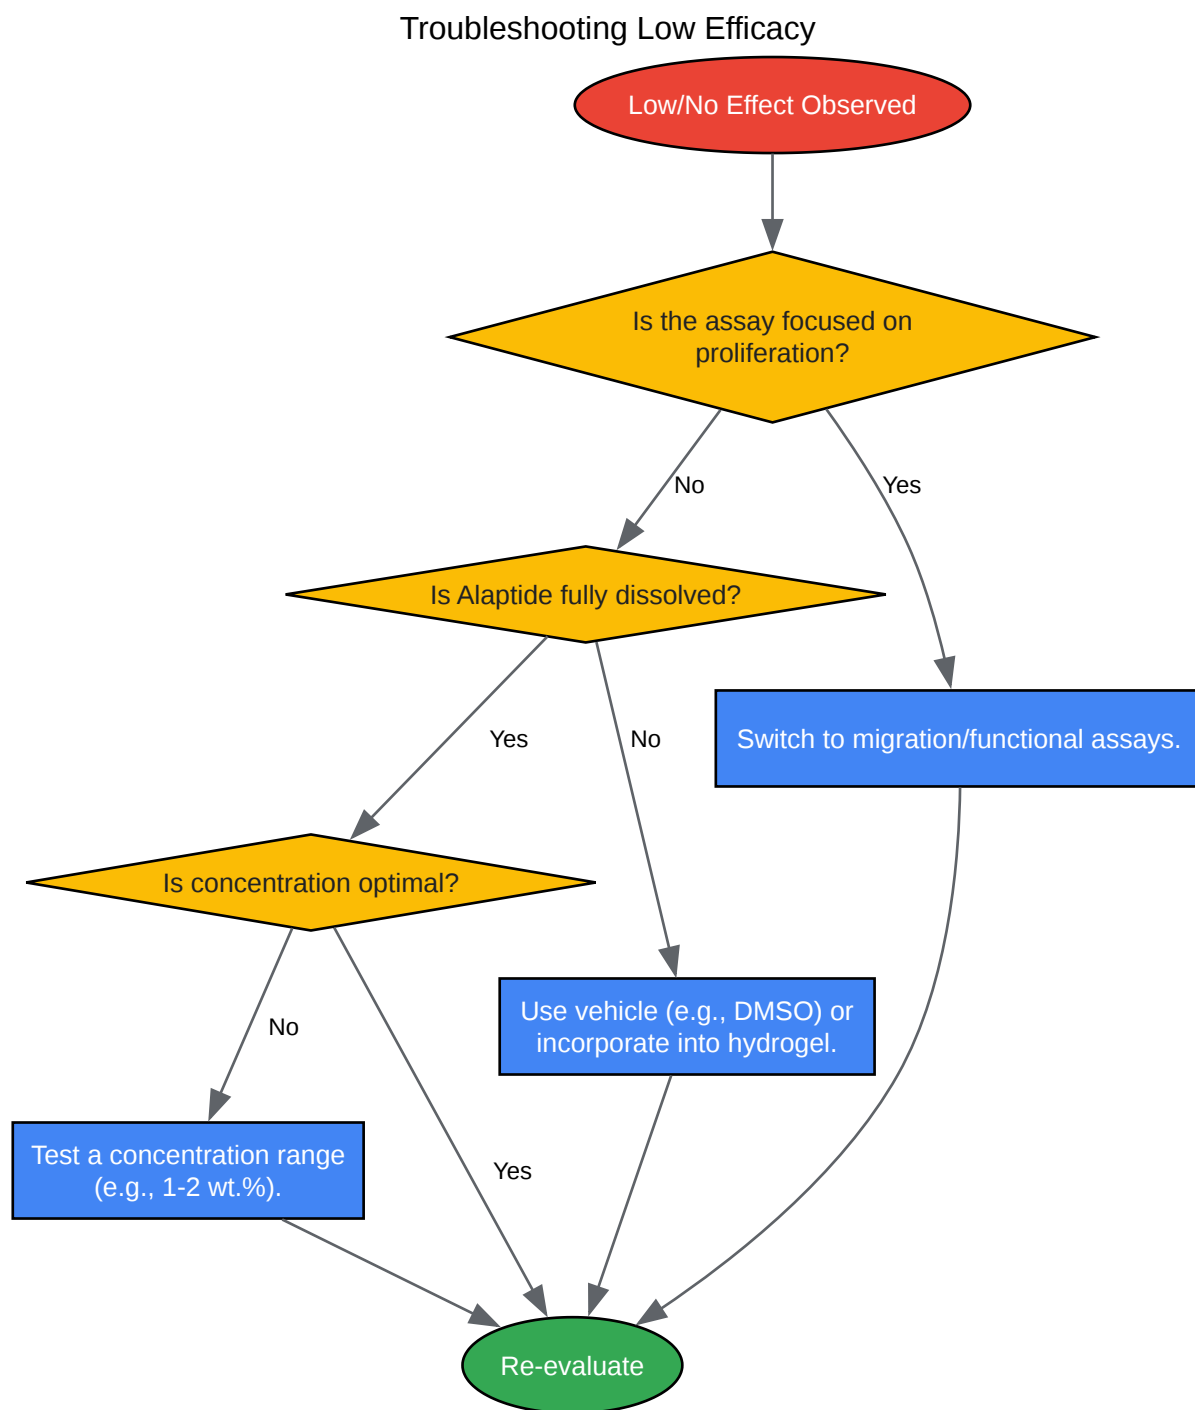 Troubleshooting Low Efficacy
Low/No Effect Observed
Is the assay focused on
proliferation?
No
Yes
Is Alaptide fully dissolved?
Yes
No
Switch to migration/functional assays.
Is concentration optimal?
No
Use vehicle (e.g., DMSO) or
incorporate into hydrogel.
Test a concentration range
(e.g., 1-2 wt.%).
Yes
Re-evaluate